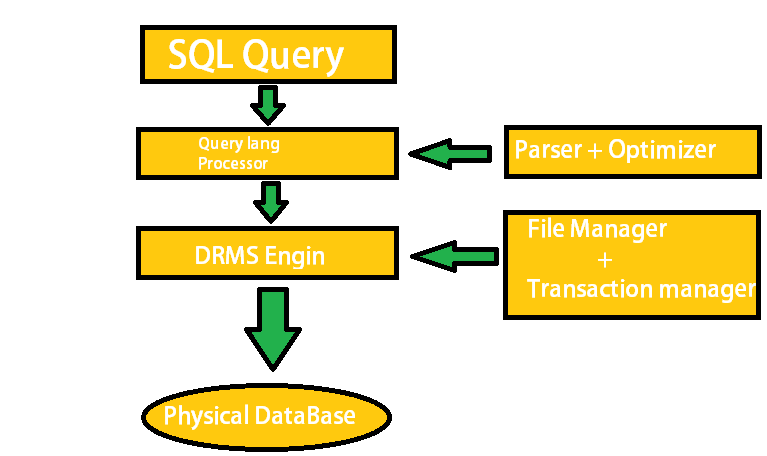 SQL Query
Query lang
Processor
Parser + Optimizer
DRMS Engin
File Manager
+
Transaction manager
Physical DataBase